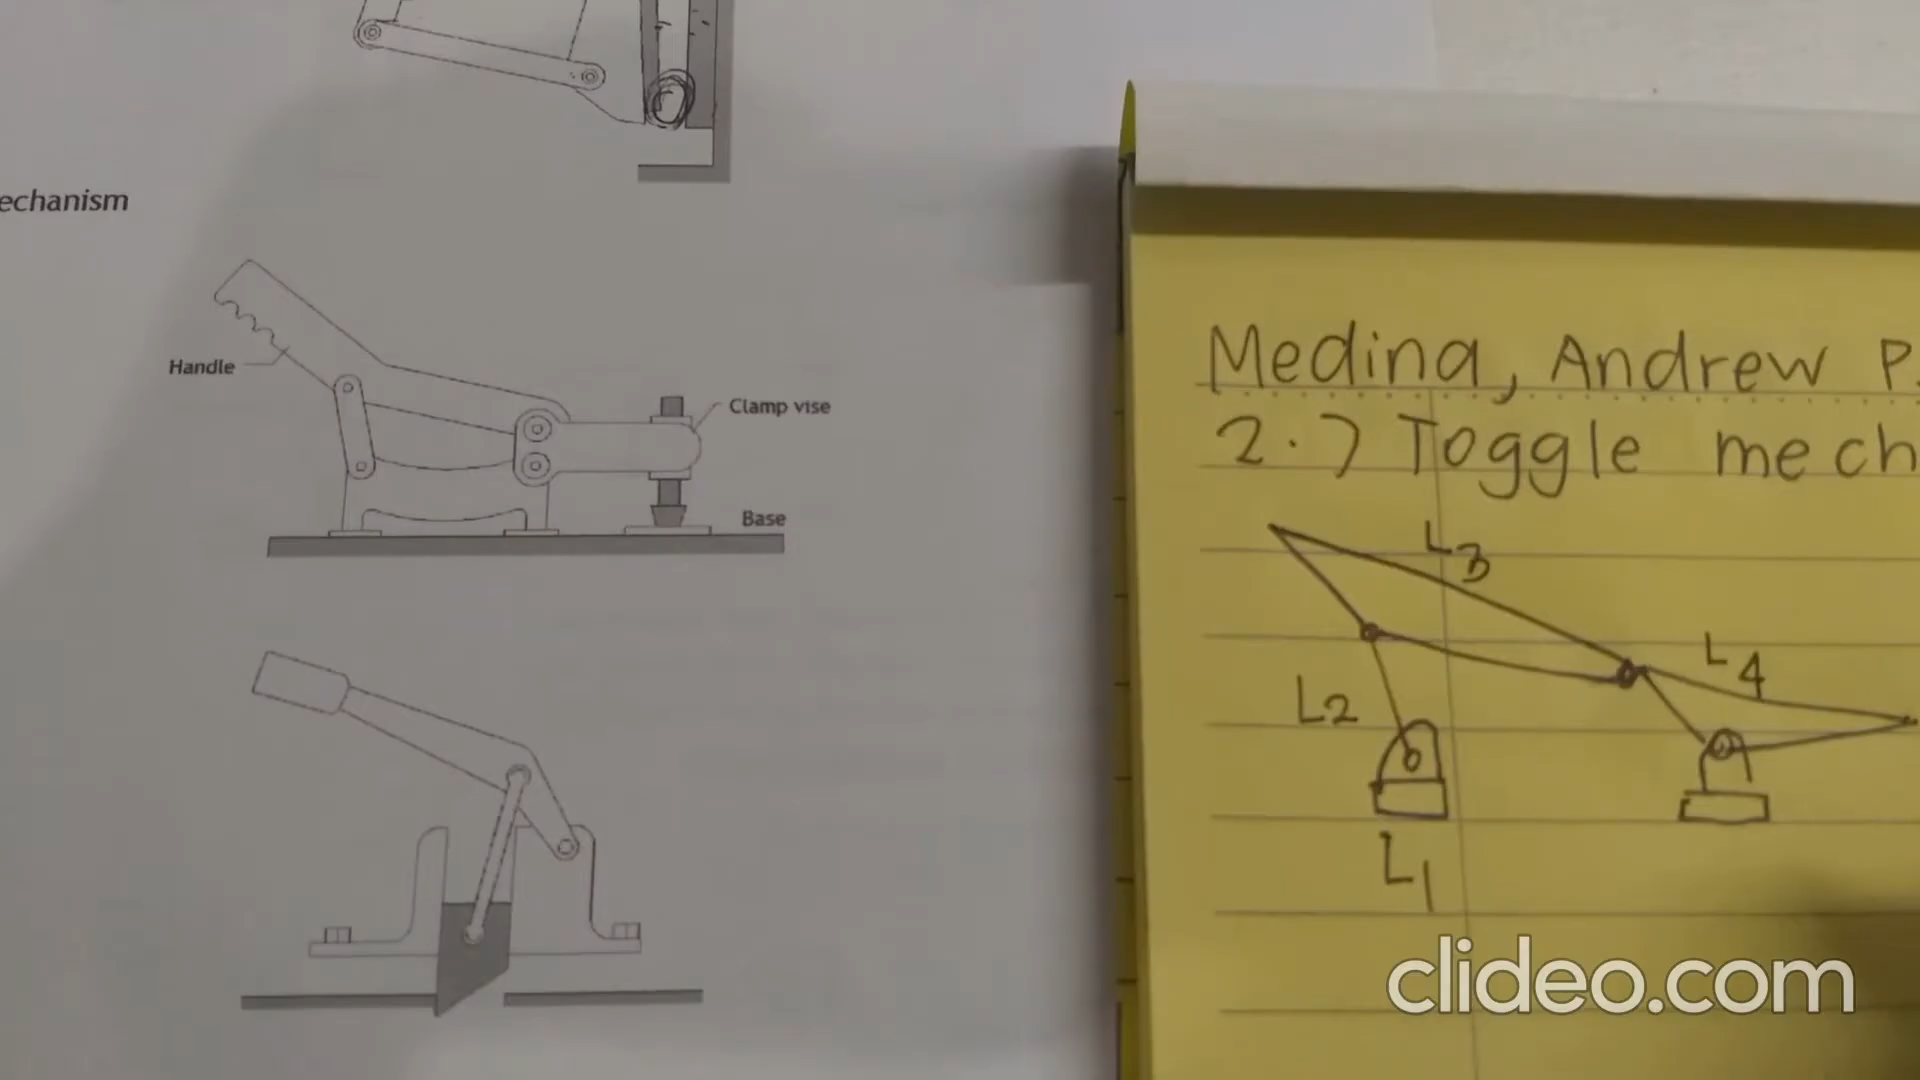 echanism
Handle
Clamp vise
Base
Medina, Andrew P.
2.7 Toggle mech
L3
L4
L2
L1
clideo.com